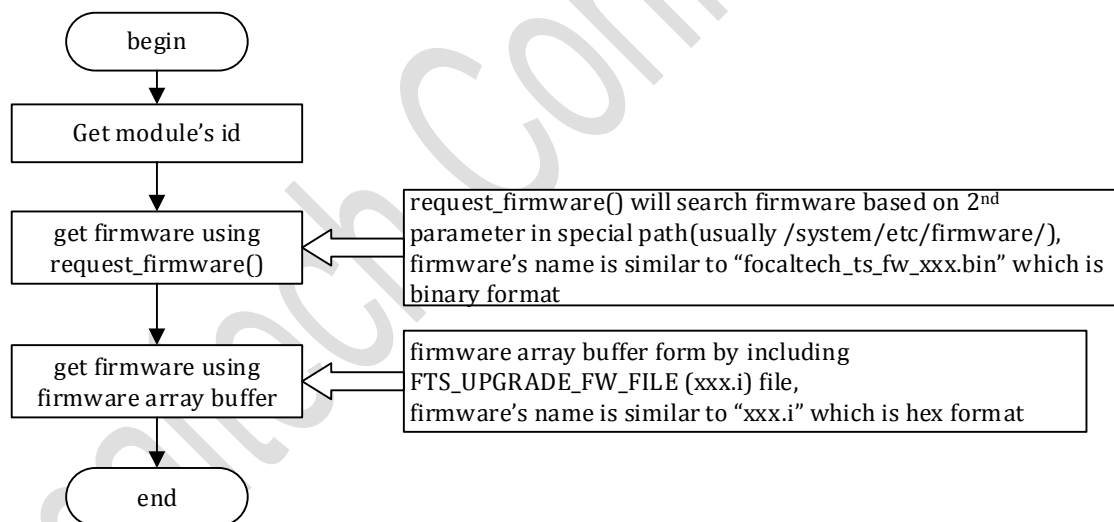 begin
Get module’s id
get firmware using
request_firmware()
request_firmware() will search firmware based on 2nd
parameter in special path(usually /system/etc/firmware/),
firmware’s name is similar to “focaltech_ts_fw_xxx.bin” which is
binary format
get firmware using
firmware array buffer
firmware array buffer form by including
FTS_UPGRADE_FW_FILE (xxx.i) file,
firmware’s name is similar to “xxx.i” which is hex format
end